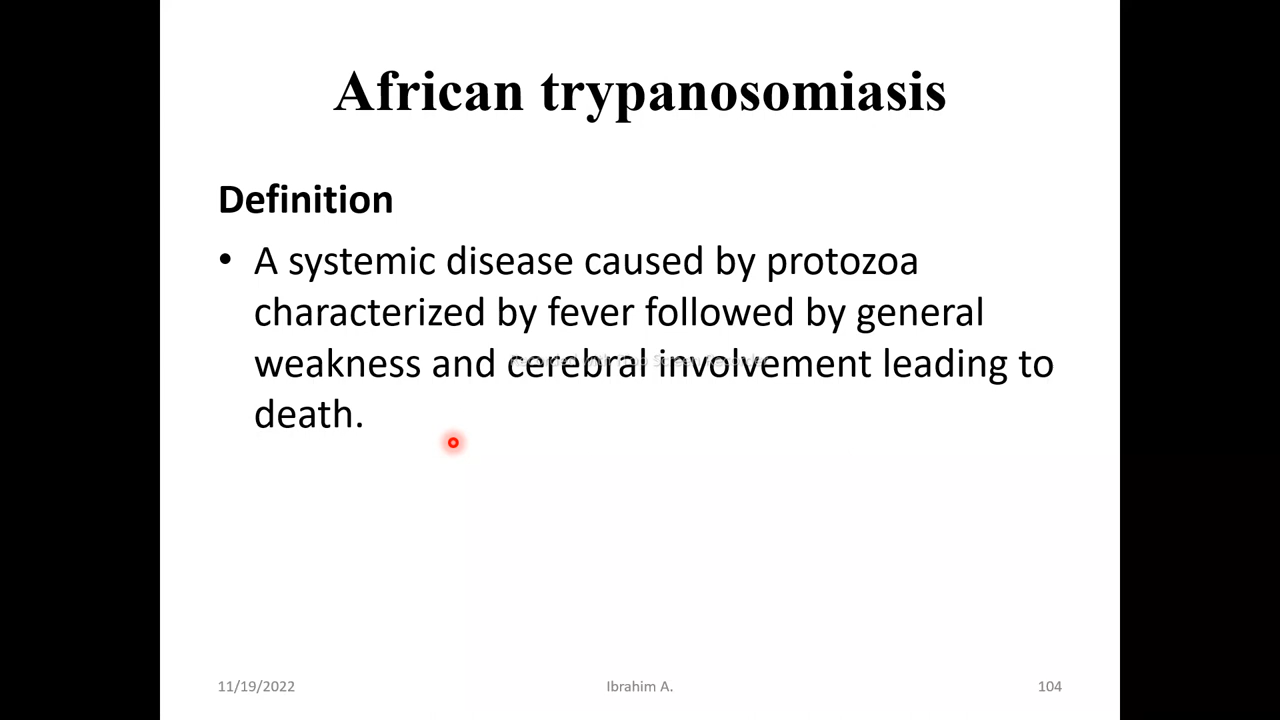 African trypanosomiasis
Definition
• A systemic disease caused by protozoa
characterized by fever followed by general
weakness and cerebral involvement leading to
death.
11/19/2022
Ibrahim A.
104